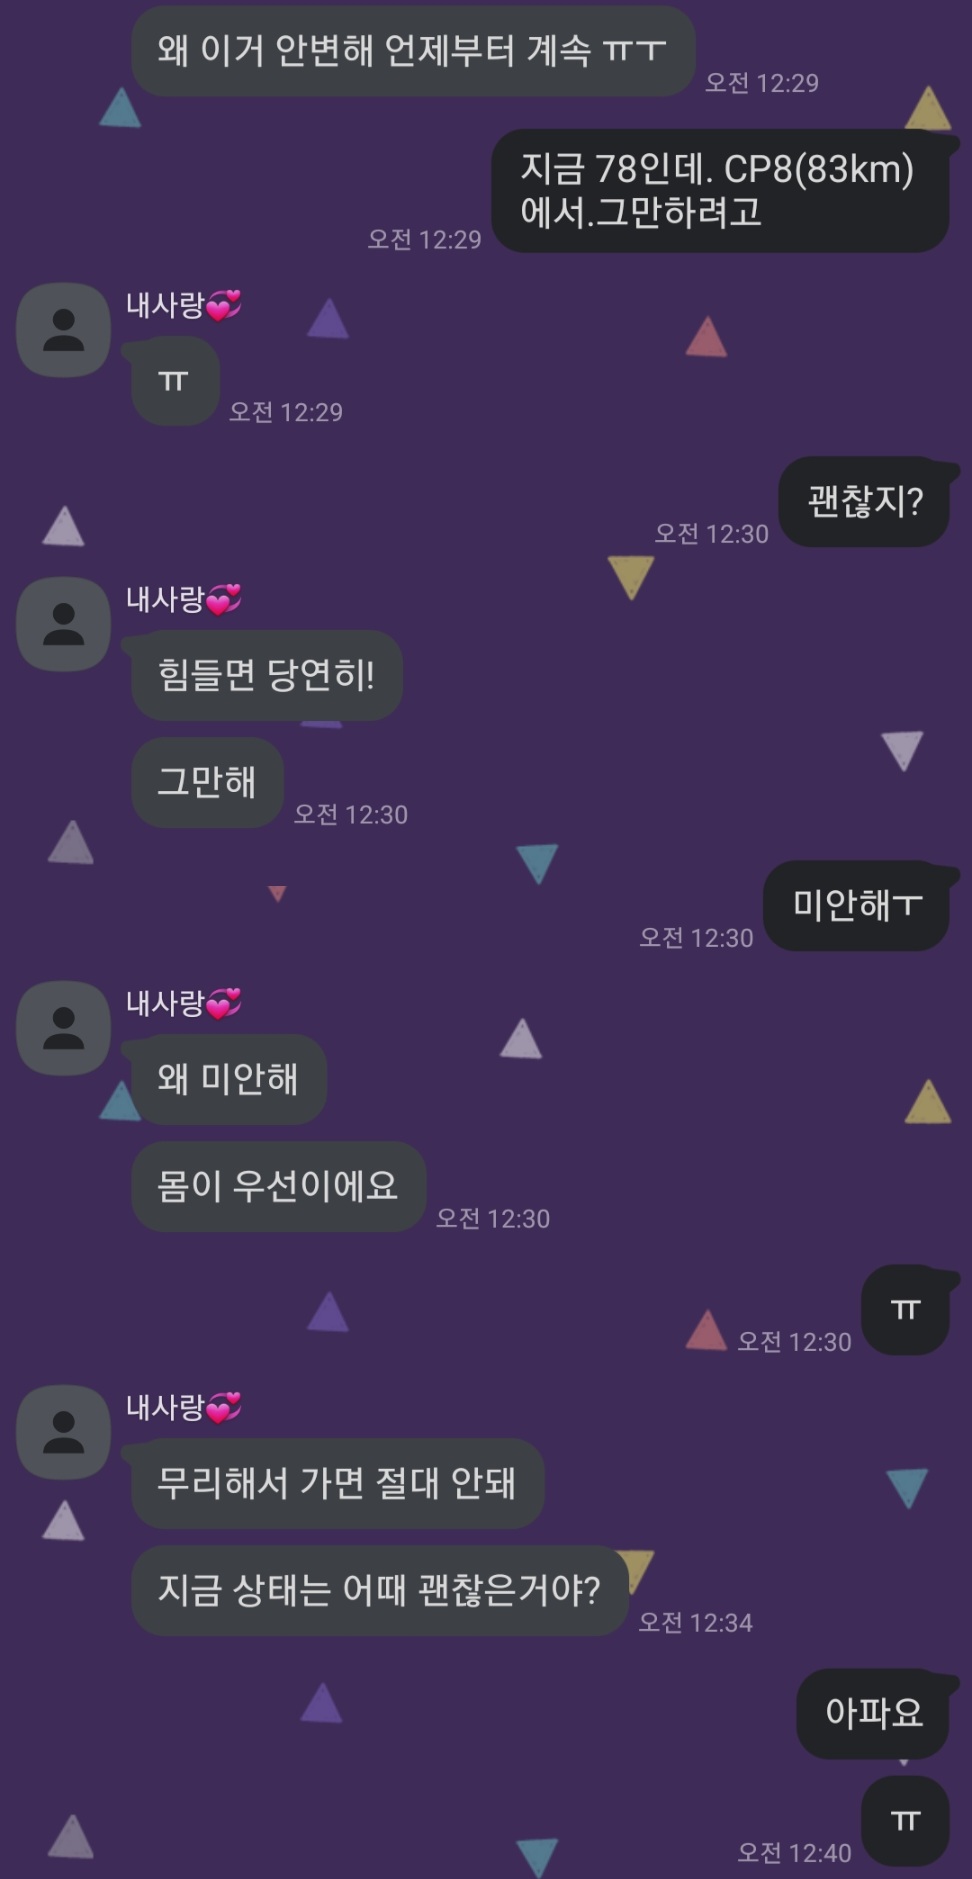 왜 이거 안변해 언제부터 계속 ㅠㅜ
오전 12:29
지금 78인데. CP8(83km)
에서.그만하려고
오전 12:29
내사랑💞
ㅠ
오전 12:29
괜찮지?
오전 12:30
내사랑💞
힘들면 당연히!
그만해
오전 12:30
미안해ㅜ
오전 12:30
내사랑💞
왜 미안해
몸이 우선이에요
오전 12:30
ㅠ
오전 12:30
내사랑💞
무리해서 가면 절대 안돼
지금 상태는 어때 괜찮은거야?
오전 12:34
아파요
ㅠ
오전 12:40